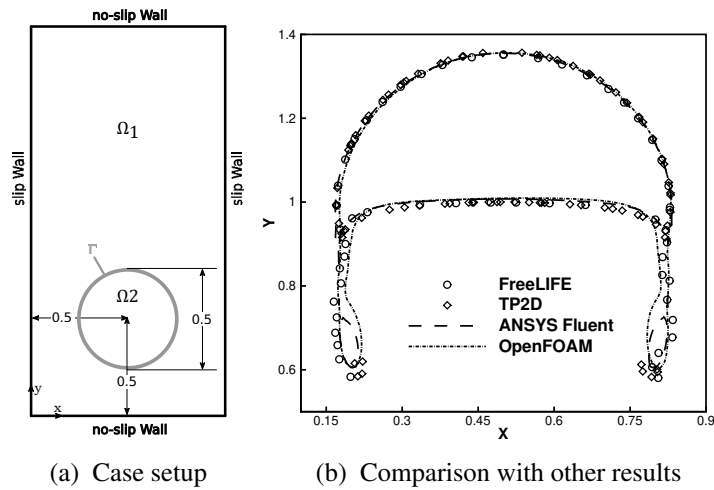 no-slip Wall
slip Wall
Ω1
slip Wall
Γ
Ω2
0.5
0.5
0.5
y
x
no-slip Wall
(a) Case setup
1.4
1.2
1
0.8
0.6
Y
FreeLIFE
TP2D
ANSYS Fluent
OpenFOAM
0.15 0.3 0.45 0.6 0.75 0.9
X
(b) Comparison with other results